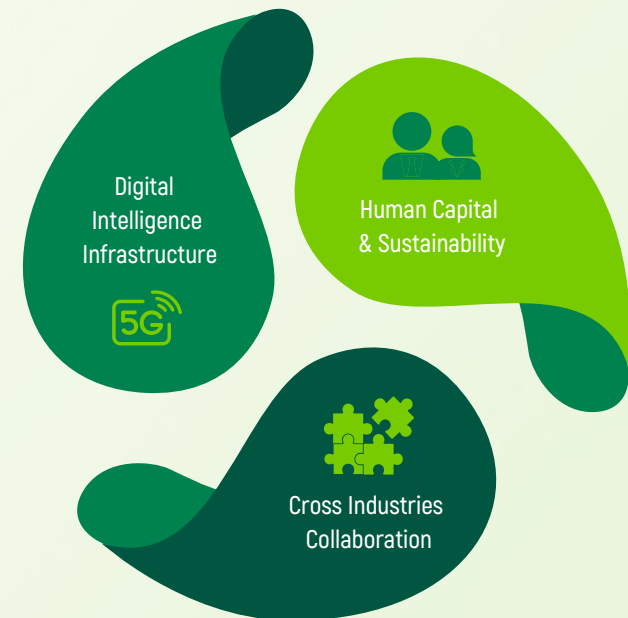 Digital
Intelligence
Infrastructure
5G
Human Capital
& Sustainability
Cross Industries
Collaboration